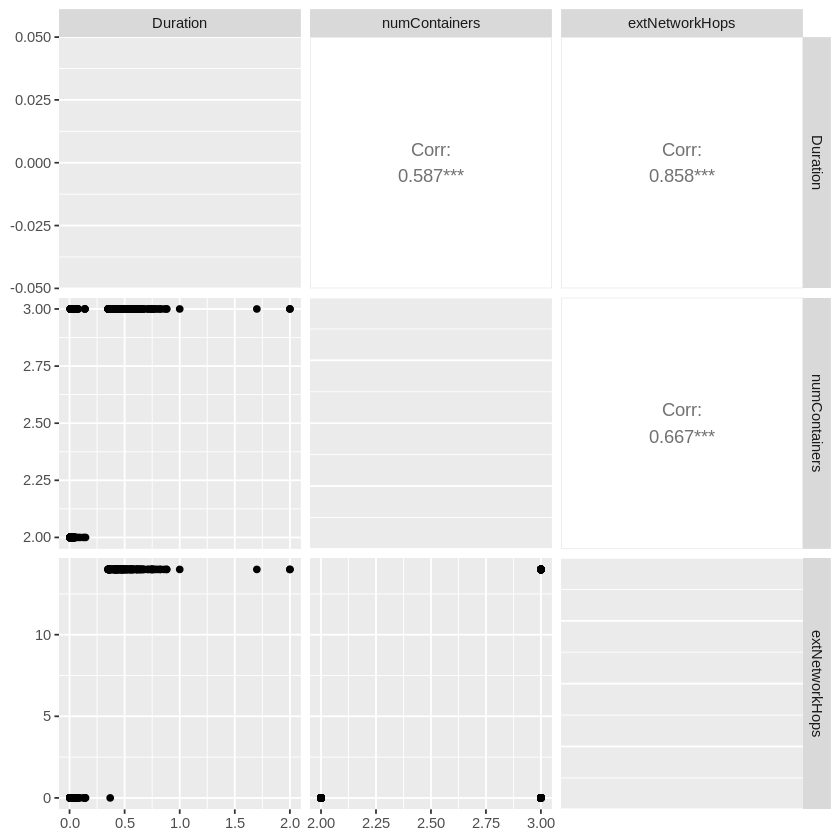 Duration numContainers extNetworkHops
0.050
0.025
0.000
-0.025
-0.050
Corr:
0.587***
Corr:
0.858***
Duration
3.00
2.75
2.50
2.25
2.00
Corr:
0.667***
numContainers
10
5
0
extNetworkHops
0.0 0.5 1.0 1.5 2.0 2.00 2.25 2.50 2.75 3.00